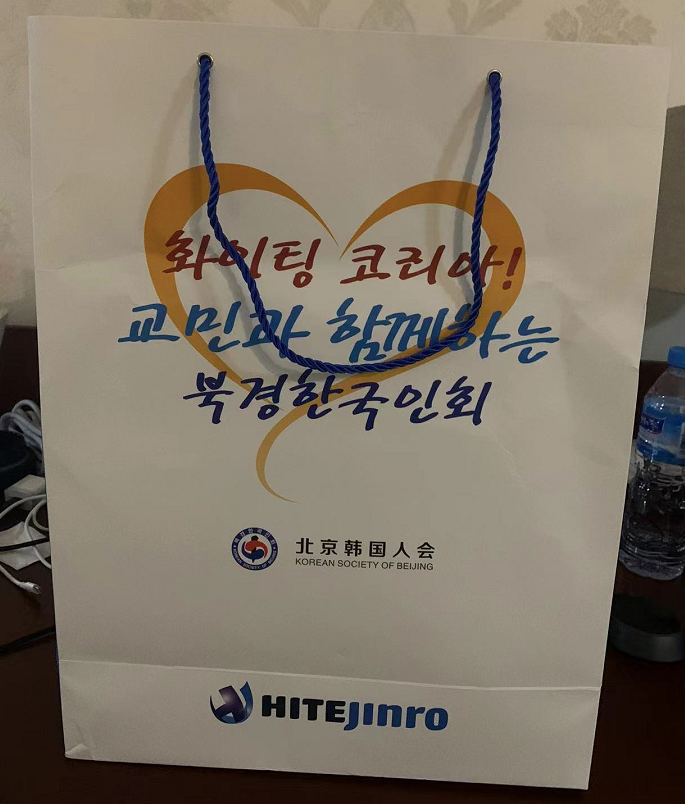 화이팅 코리아!
교민과 함께하는
북경한국인회
北京韩国人会
KOREAN SOCIETY OF BEIJING
HITEJINRO